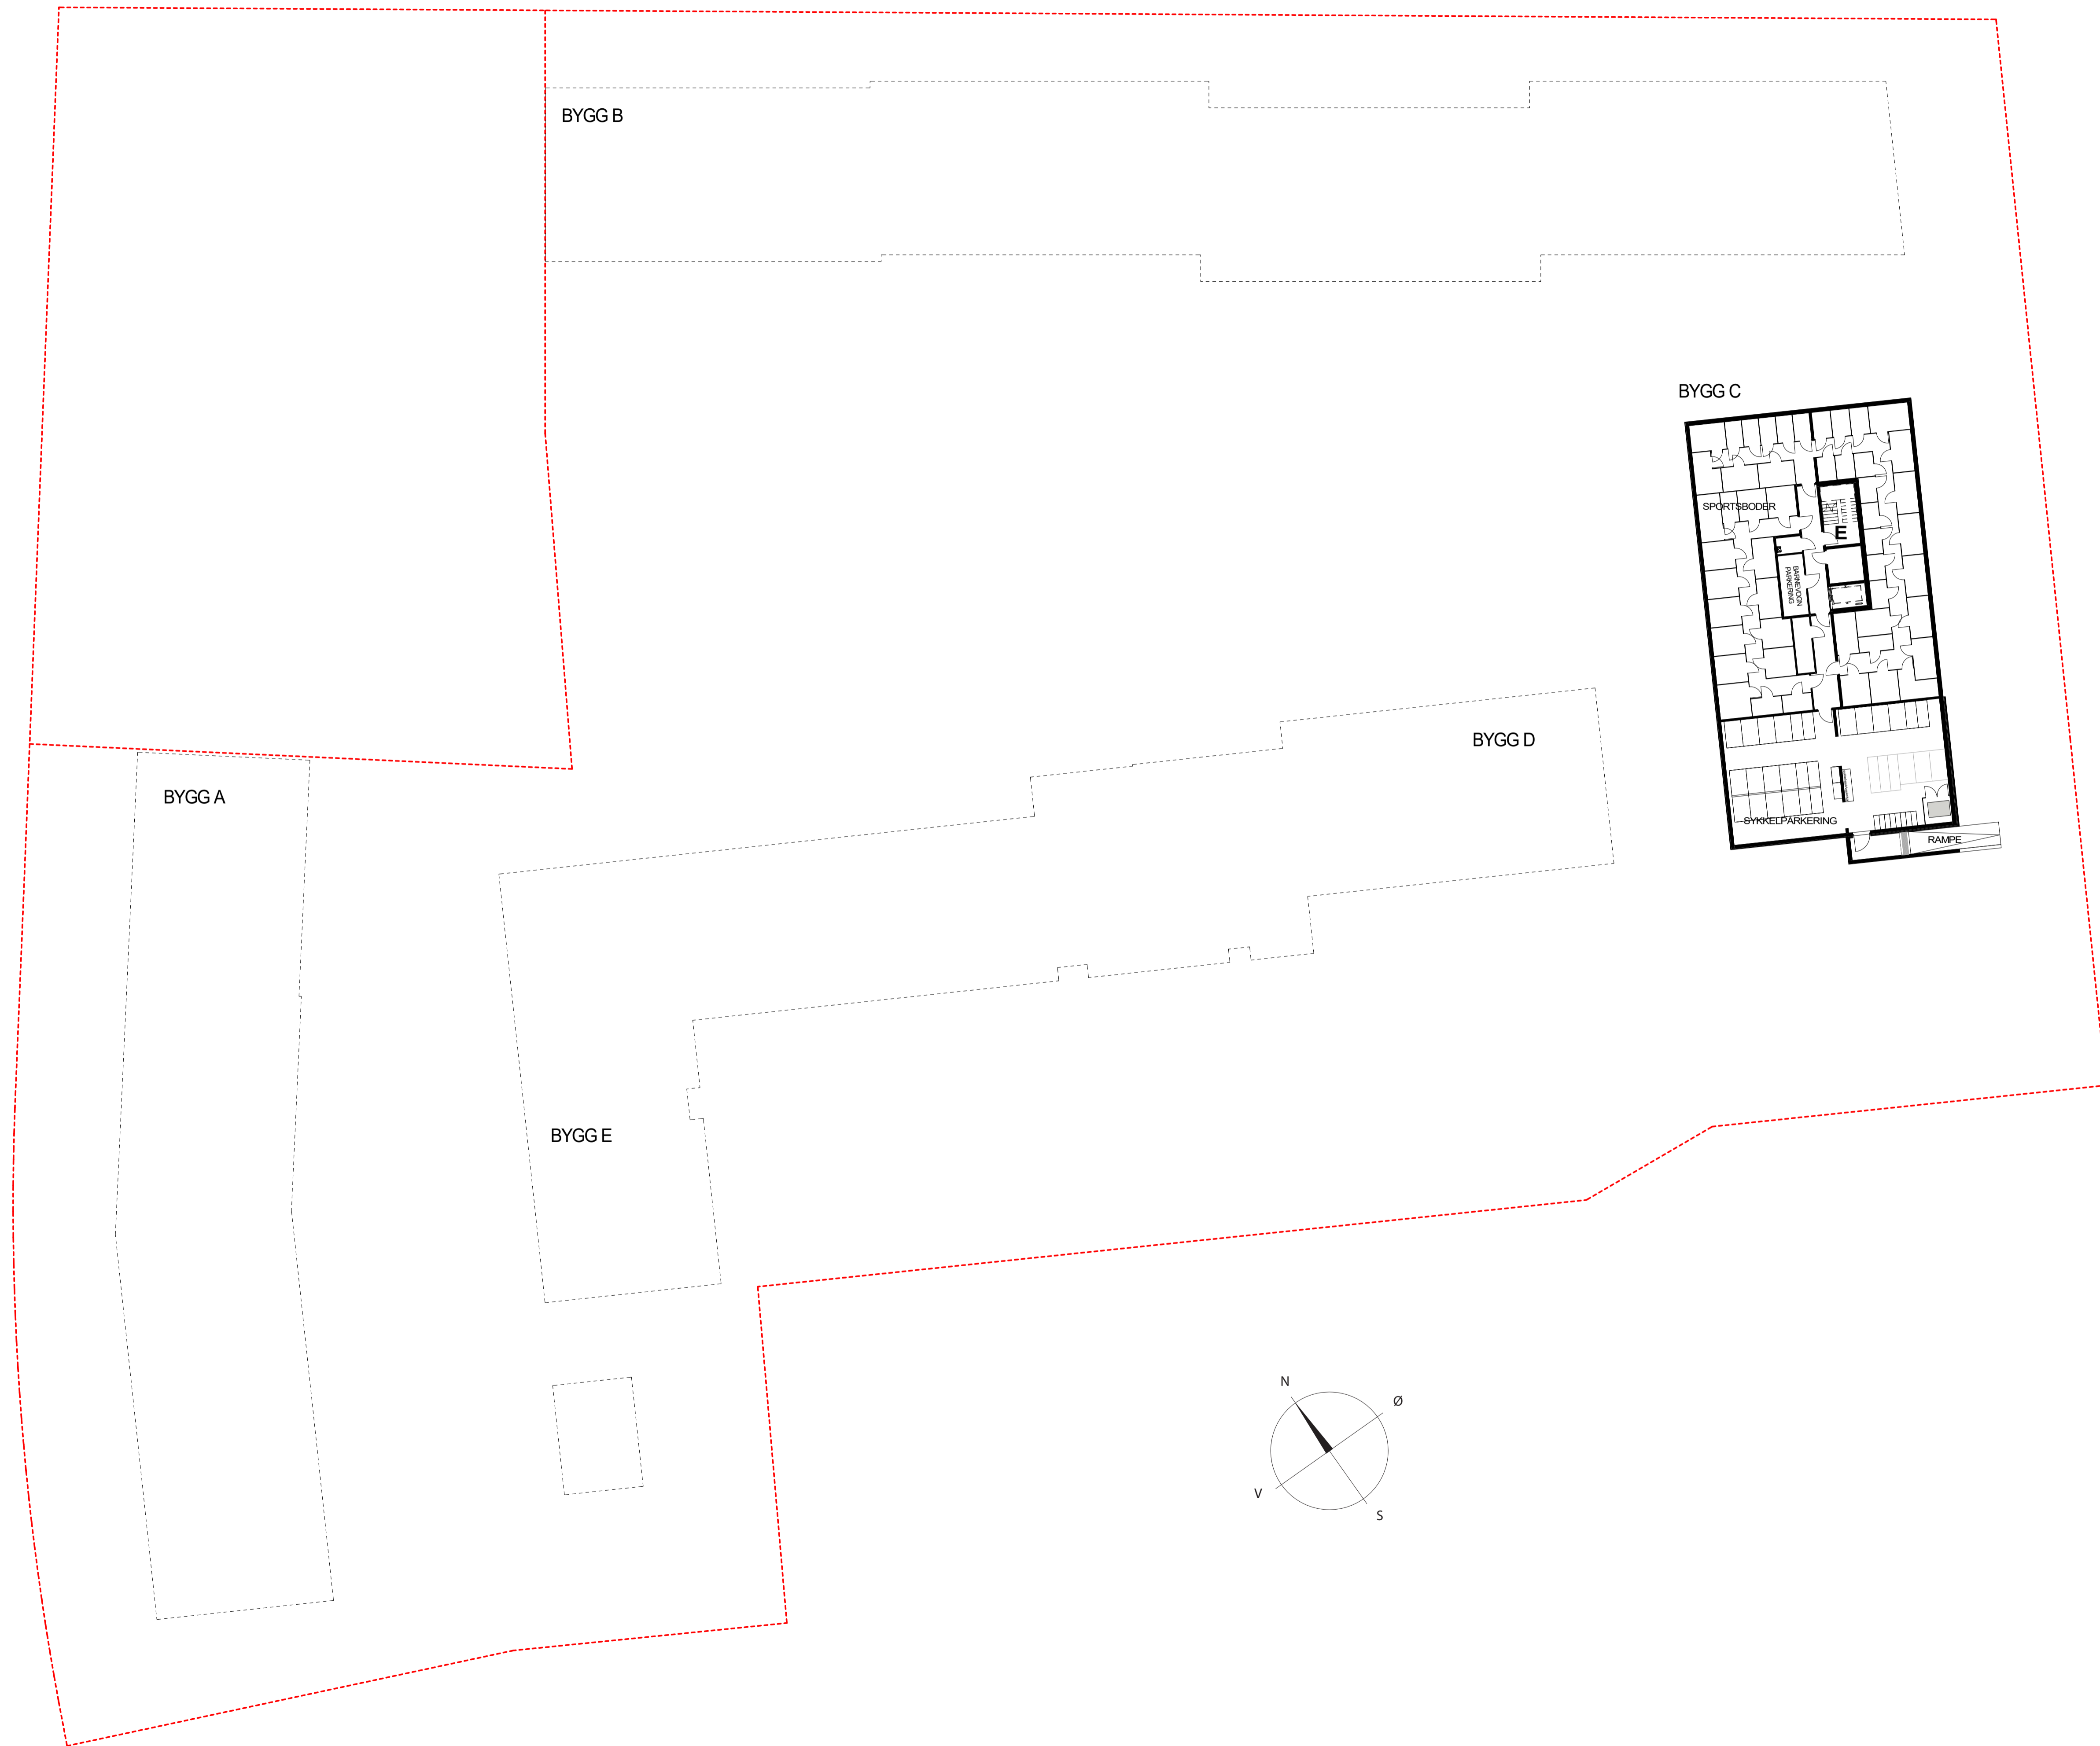 BYGG B
BYGG C
SPORTSBODER
E
BARNEVOGN
PARKERING
BYGG D
BYGG A
SYKKELPARKERING
RAMPE
BYGG E
N
Ø
V
S